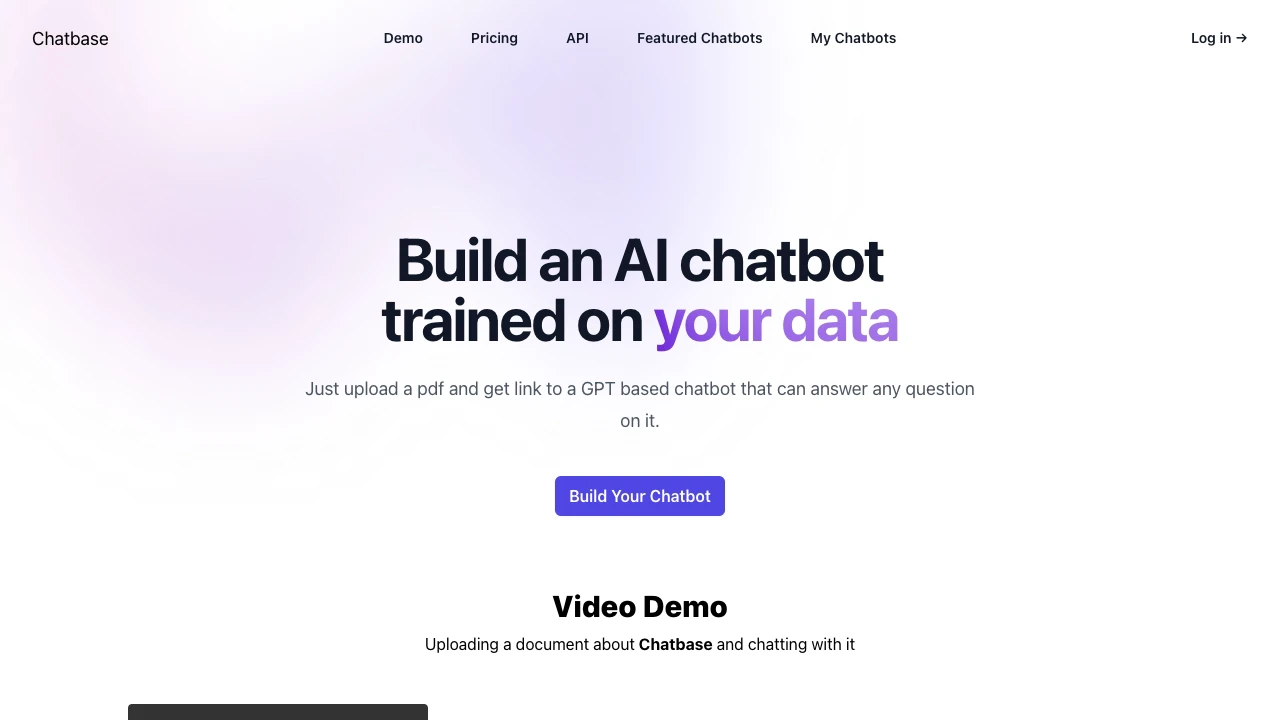 Chatbase
Demo
Pricing
API
Featured Chatbots
My Chatbots
Log in →
Build an AI chatbot
trained on your data
Just upload a pdf and get link to a GPT based chatbot that can answer any question
on it.
Build Your Chatbot
Video Demo
Uploading a document about Chatbase and chatting with it